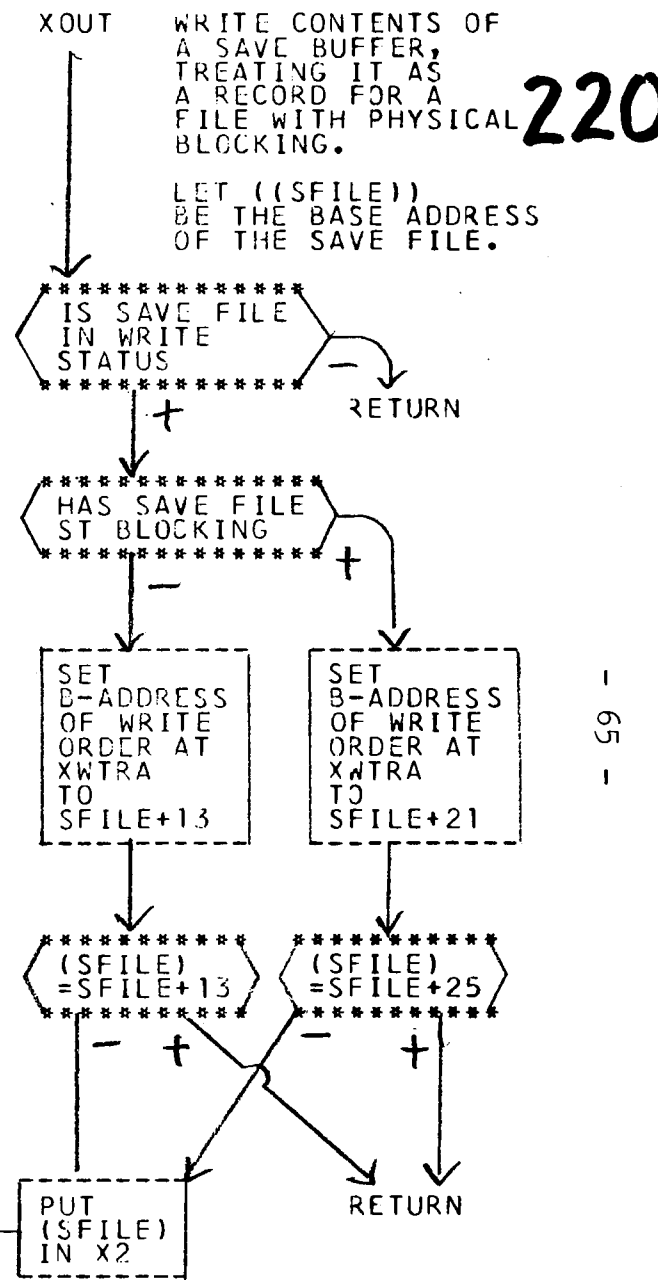 XOUT
WRITE CONTENTS OF
A SAVE BUFFER,
TREATING IT AS
A RECORD FOR A
FILE WITH PHYSICAL
BLOCKING.
220
LET ((SFILE))
BE THE BASE ADDRESS
OF THE SAVE FILE.
* * * * * * * * * * * * * *
IS SAVE FILE
IN WRITE
STATUS
* * * * * * * * * * * * * *
-
RETURN
+
* * * * * * * * * * * * * * *
HAS SAVE FILE
ST BLOCKING
* * * * * * * * * * * * * * *
-
+
SET
B-ADDRESS
OF WRITE
ORDER AT
XWTRA
TO
SFILE+13
SET
B-ADDRESS
OF WRITE
ORDER AT
XWTRA
TO
SFILE+21
- 65 -
* * * * * * * * * * *
(SFILE)
=SFILE+13
* * * * * * * * * * *
* * * * * * * * * * *
(SFILE)
=SFILE+25
* * * * * * * * * * *
-
+
-
+
PUT
(SFILE)
IN X2
RETURN